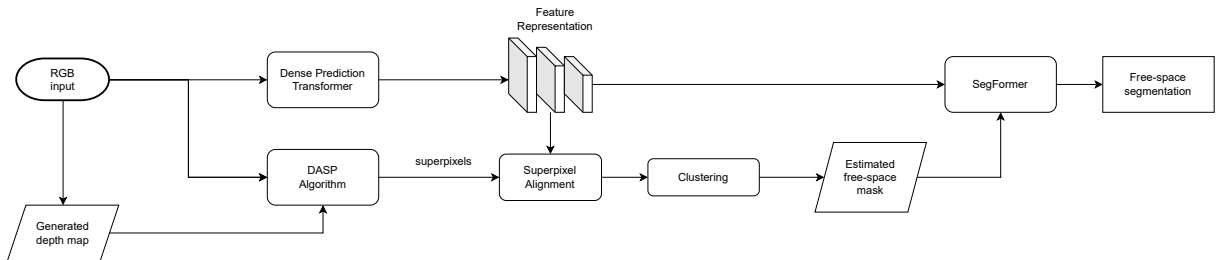 Feature
Representation
RGB
input
Dense Prediction
Transformer
SegFormer
Free-space
segmentation
DASP
Algorithm
superpixels
Superpixel
Alignment
Clustering
Estimated
free-space
mask
Generated
depth map